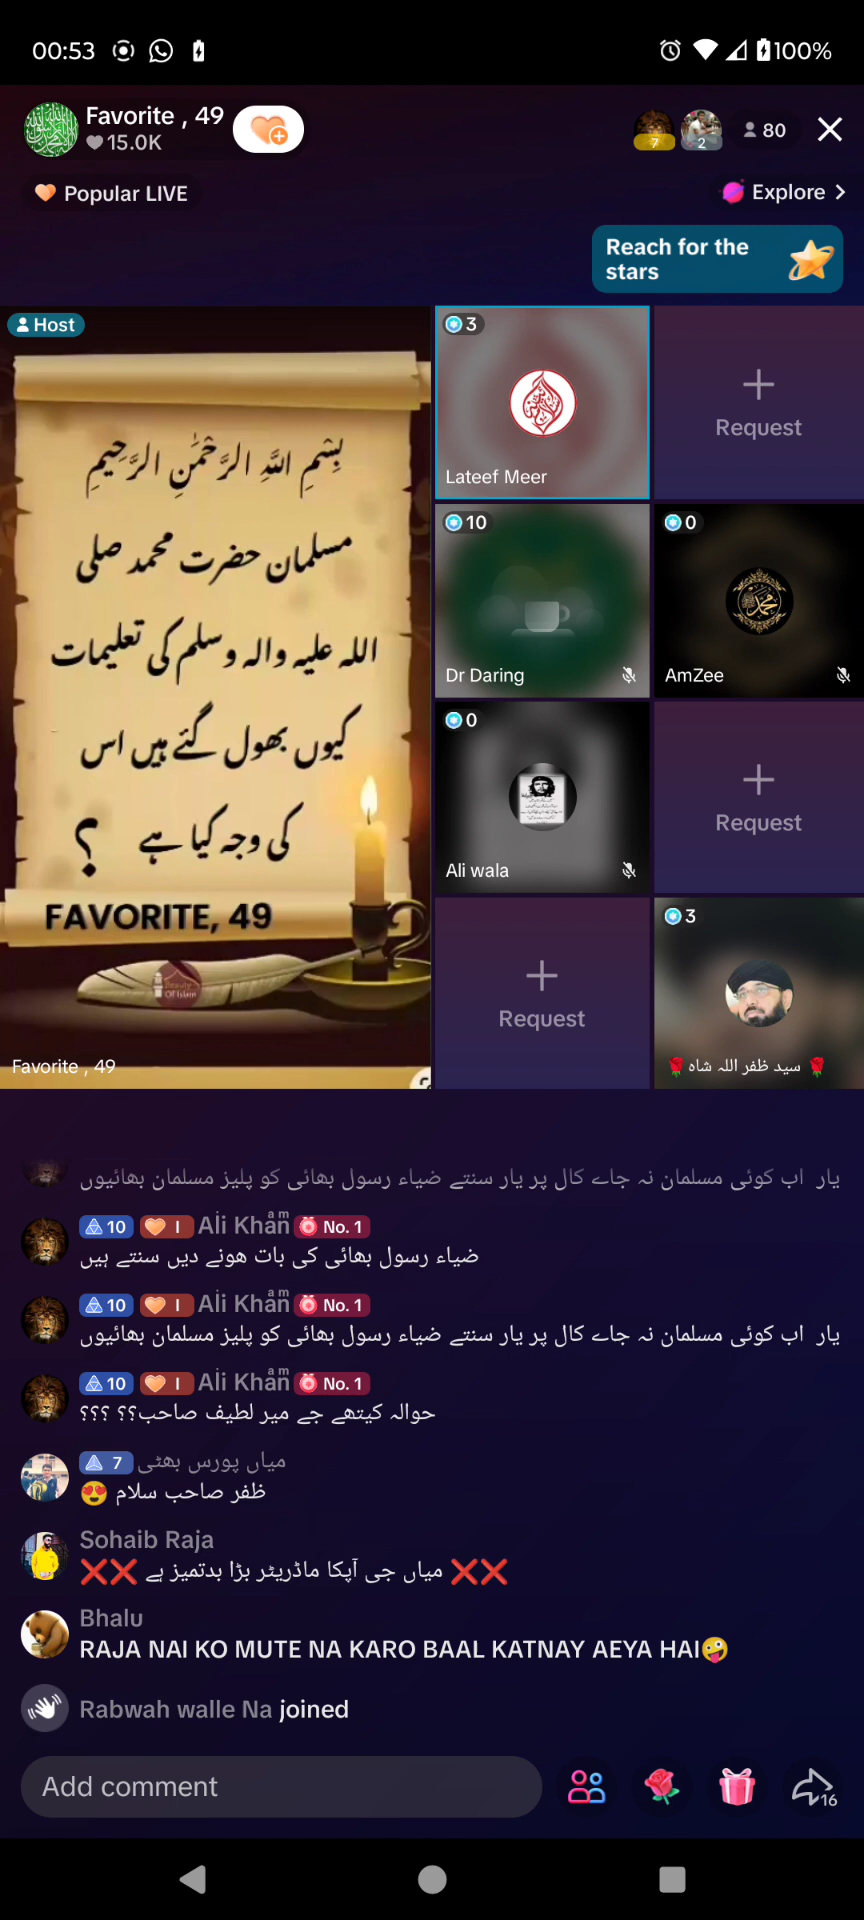 00:53
100%
Favorite , 49
15.0K
7
2
80
Popular LIVE
Explore
Reach for the
stars
Host
بِسْمِ اللّٰہِ الرَّحْمٰنِ الرَّحِیْمِ
مسلمان حضرت محمد صلی
اللہ علیہ والہ وسلم کی تعلیمات
کیوں بھول گئے ہیں اس
کی وجہ کیا ہے ؟
FAVORITE, 49
Of Islam
Favorite , 49
3
Lateef Meer
Request
10
Dr Daring
0
AmZee
0
Ali wala
Request
Request
3
🌹 سید ظفر اللہ شاہ 🌹
یار اب کوئی مسلمان نہ جاے کال پر یار سنتے ضیاء رسول بھائی کو پلیز مسلمان بھائیوں
10 I Ali Khan No. 1
ضیاء رسول بھائی کی بات ھونے دیں سنتے ہیں
10 I Ali Khan No. 1
یار اب کوئی مسلمان نہ جاے کال پر یار سنتے ضیاء رسول بھائی کو پلیز مسلمان بھائیوں
10 I Ali Khan No. 1
حوالہ کیتھے جے میر لطیف صاحب؟؟ ؟؟؟
7 میاں پورس بھٹی
ظفر صاحب سلام 😍
Sohaib Raja
❌❌ میاں جی آپکا ماڈریٹر بڑا بدتمیز ہے ❌❌
Bhalu
RAJA NAI KO MUTE NA KARO BAAL KATNAY AEYA HAI🤪
Rabwah walle Na joined
Add comment
16